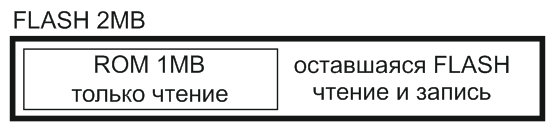 FLASH 2MB
ROM 1MB
только чтение
оставшаяся FLASH
чтение и запись